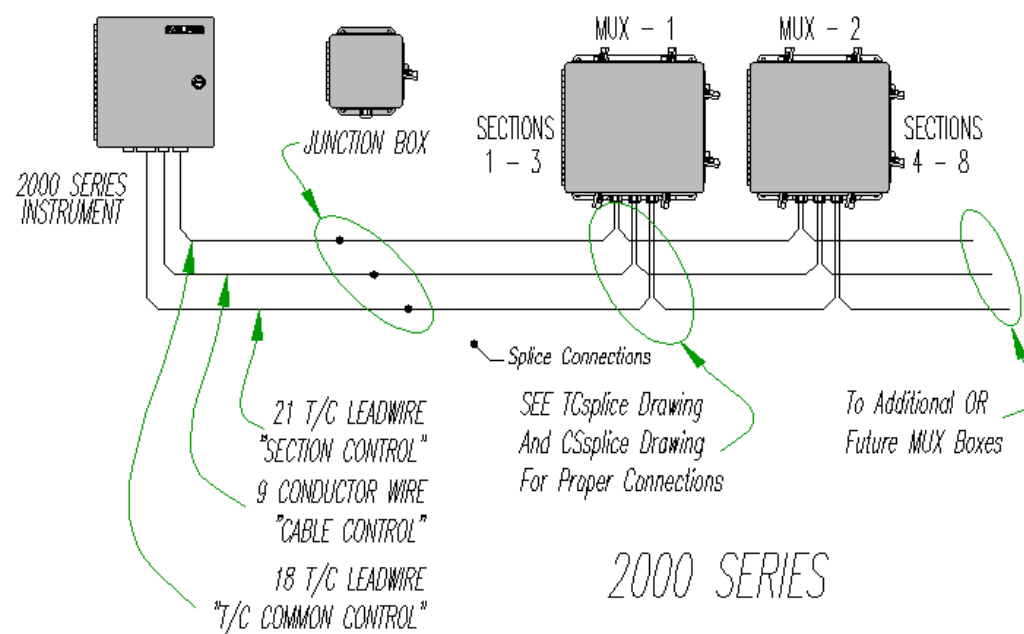 MUX - 1
MUX - 2
JUNCTION BOX
SECTIONS
1 - 3
SECTIONS
4 - 8
2000 SERIES
INSTRUMENT
Splice Connections
21 T/C LEADWIRE
"SECTION CONTROL"
9 CONDUCTOR WIRE
"CABLE CONTROL"
18 T/C LEADWIRE
"T/C COMMON CONTROL"
SEE TCsplice Drawing
And CSsplice Drawing
For Proper Connections
To Additional OR
Future MUX Boxes
2000 SERIES